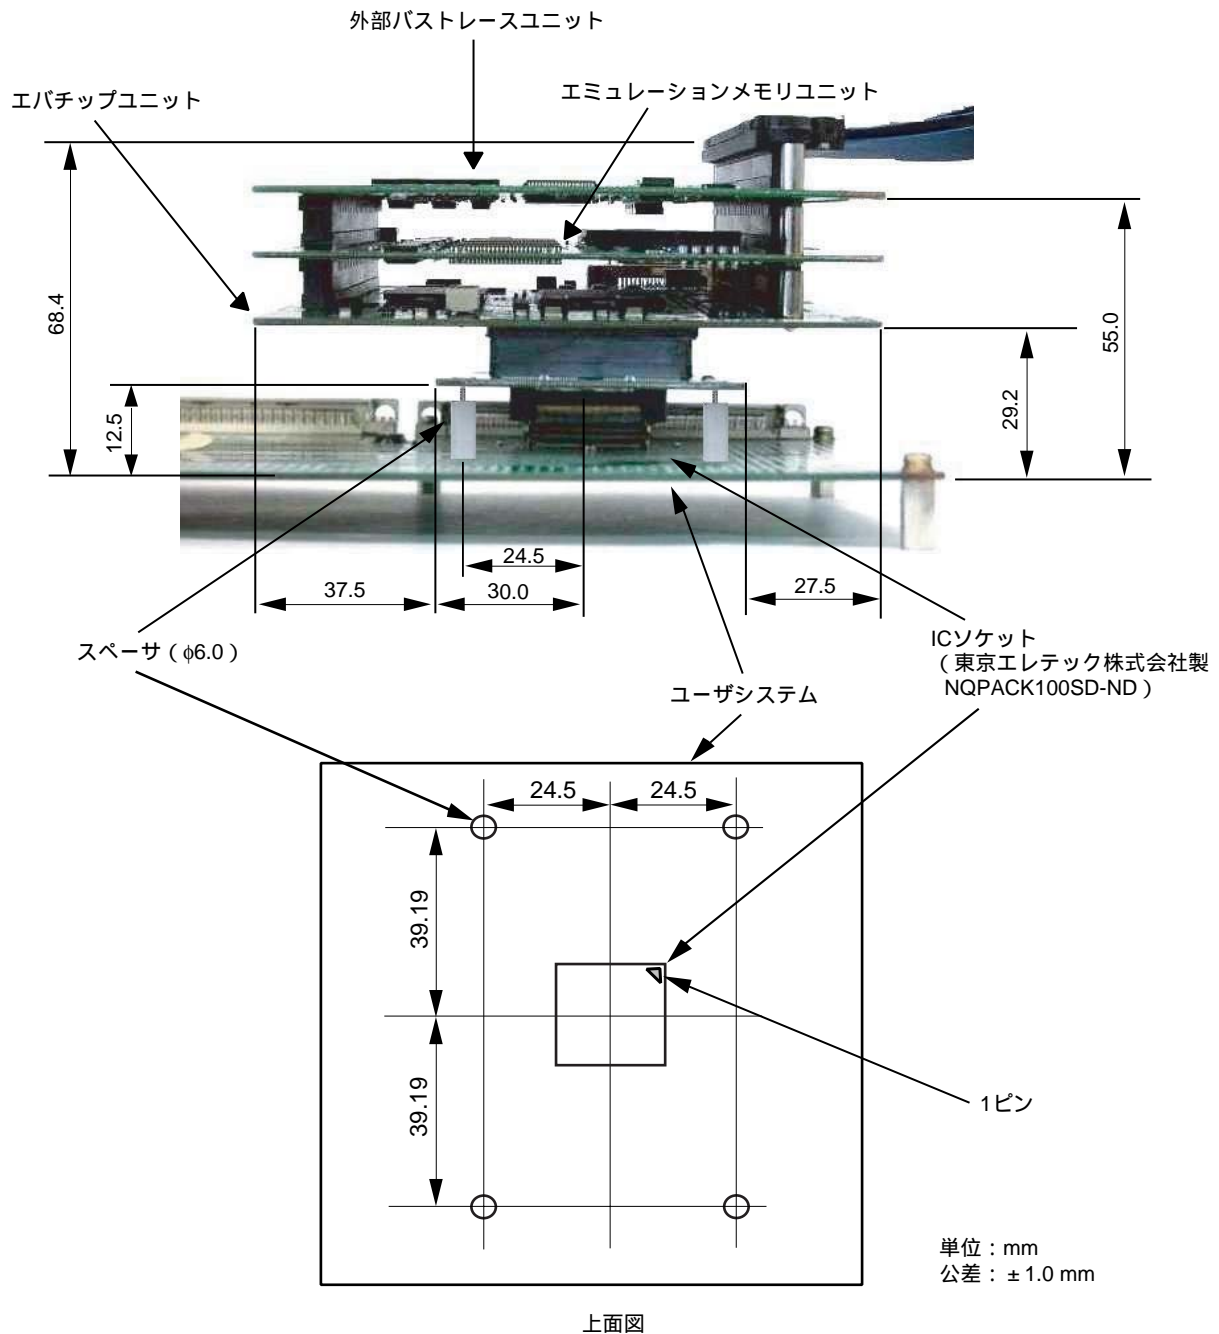 外部バストレースユニット
エバチップユニット
エミュレーションメモリユニット
68.4
12.5
55.0
29.2
24.5
37.5
30.0
27.5
スペーサ（φ6.0）
ICソケット
（東京エレテック株式会社製
NQPACK100SD-ND）
ユーザシステム
24.5
24.5
39.19
39.19
1ピン
単位：mm
公差：±1.0 mm
上面図